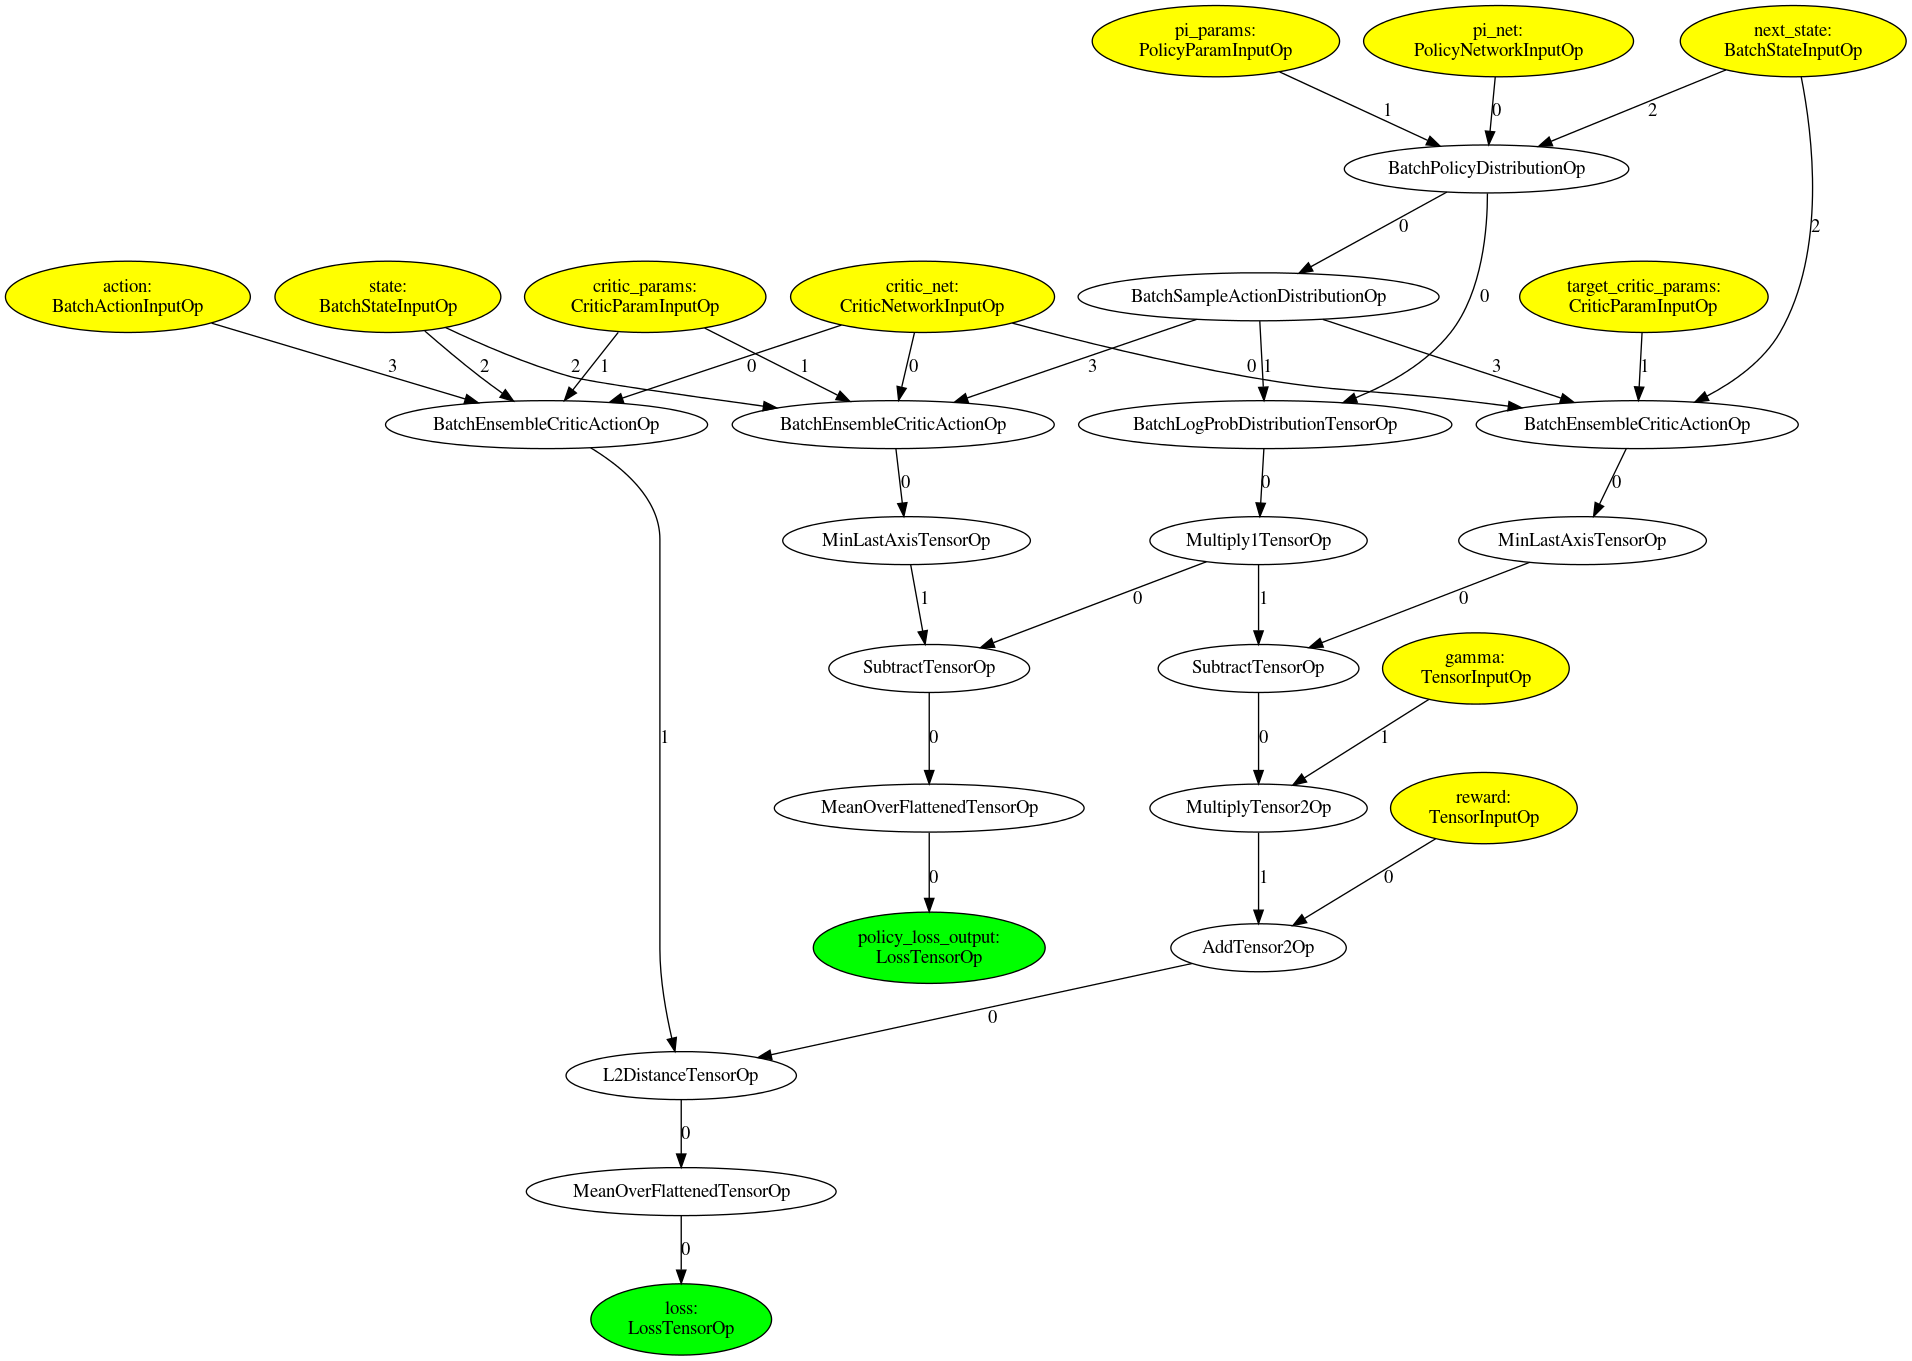 pi_params:
PolicyParamInputOp
pi_net:
PolicyNetworkInputOp
next_state:
BatchStateInputOp
1
0
2
BatchPolicyDistributionOp
0
2
action:
BatchActionInputOp
state:
BatchStateInputOp
critic_params:
CriticParamInputOp
critic_net:
CriticNetworkInputOp
BatchSampleActionDistributionOp
0
target_critic_params:
CriticParamInputOp
3
2
2
1
0
1
0
3
0
1
3
1
BatchEnsembleCriticActionOp
BatchEnsembleCriticActionOp
BatchLogProbDistributionTensorOp
BatchEnsembleCriticActionOp
0
0
0
MinLastAxisTensorOp
Multiply1TensorOp
MinLastAxisTensorOp
1
0
1
0
SubtractTensorOp
SubtractTensorOp
gamma:
TensorInputOp
1
0
0
1
MeanOverFlattenedTensorOp
MultiplyTensor2Op
reward:
TensorInputOp
0
1
0
policy_loss_output:
LossTensorOp
AddTensor2Op
0
L2DistanceTensorOp
0
MeanOverFlattenedTensorOp
0
loss:
LossTensorOp